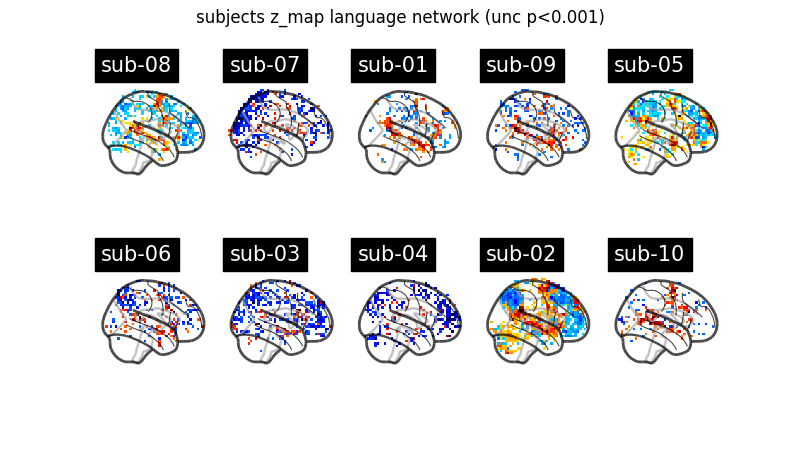 subjects z_map language network (unc p<0.001)
sub-08 sub-07 sub-01 sub-09 sub-05
sub-06 sub-03 sub-04 sub-02 sub-10